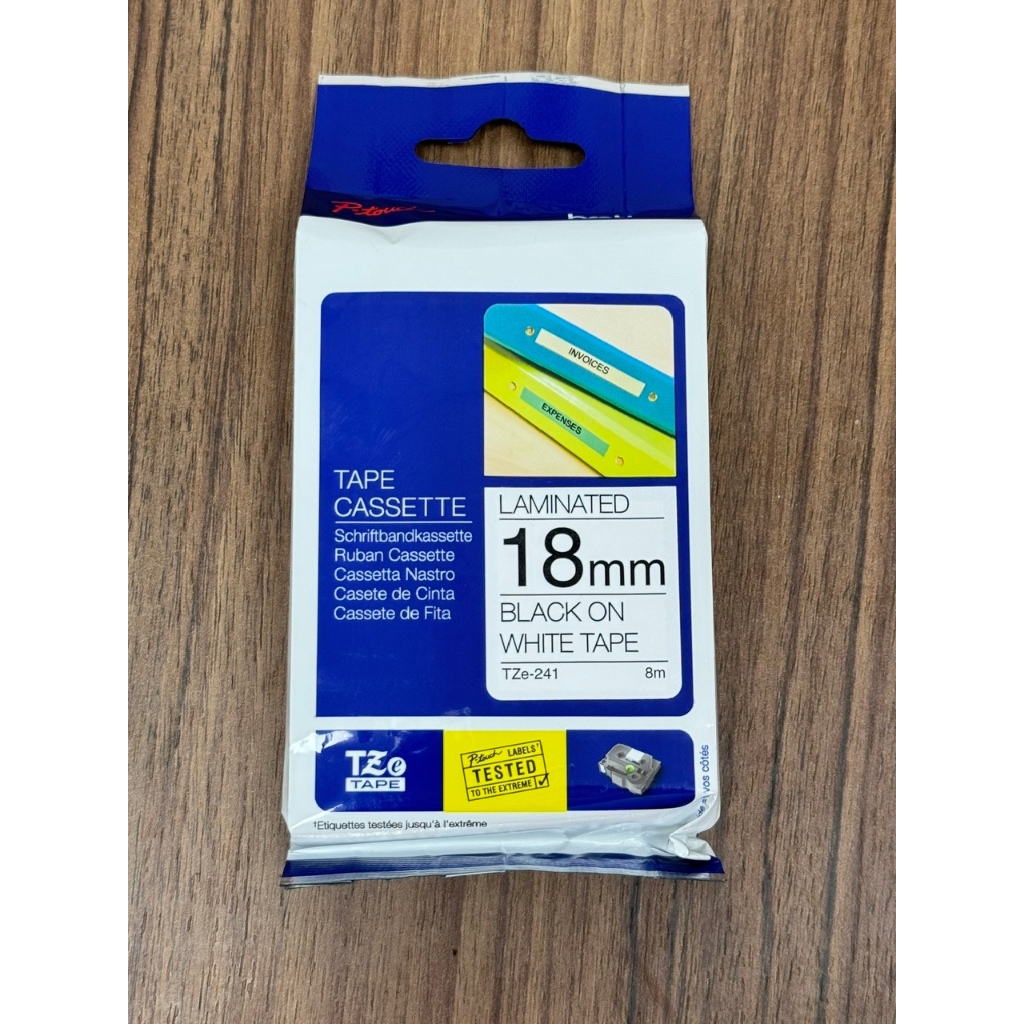 P-touch
INVOICES
EXPENSES
TAPE
CASSETTE
Schriftbandkassette
Ruban Cassette
Cassetta Nastro
Casete de Cinta
Cassete de Fita
LAMINATED
18mm
BLACK ON
WHITE TAPE
TZe-241 8m
TZe
TAPE
P-touch LABELS¹
TESTED
TO THE EXTREME
¹Etiquettes testées jusqu'à l'extrême
vos côtés